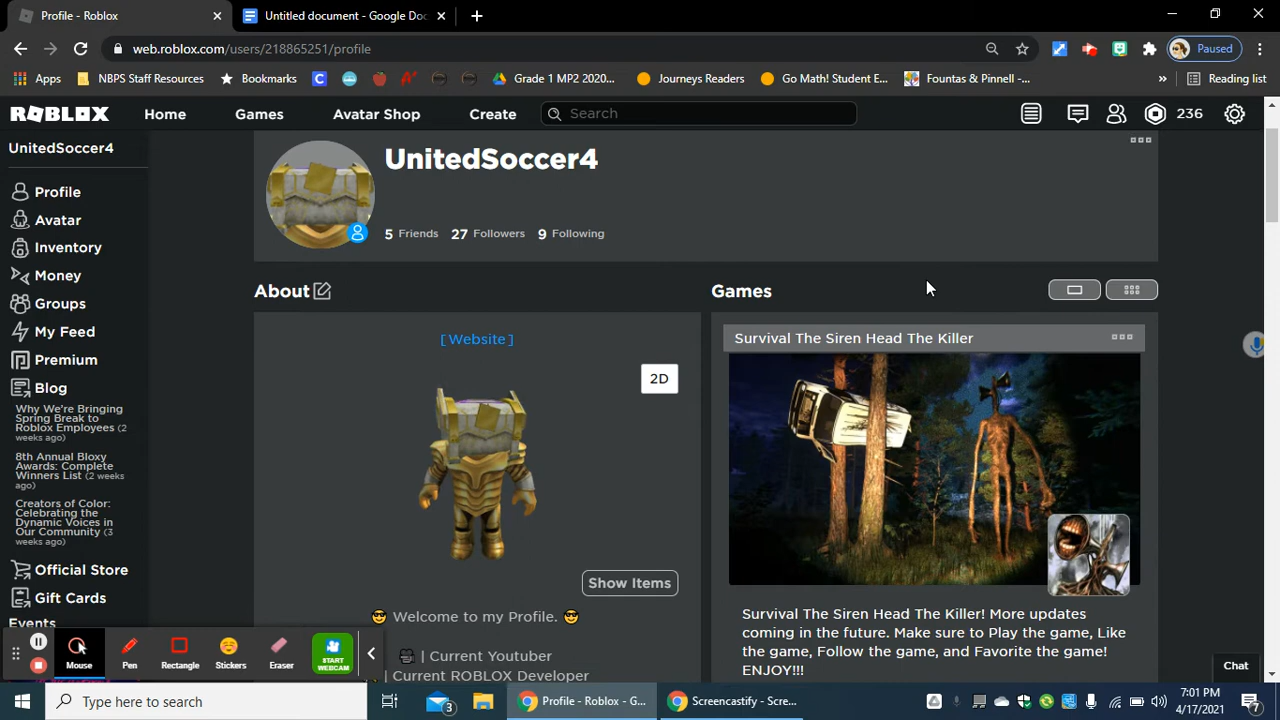 Profile - Roblox
Untitled document - Google Doc
web.roblox.com/users/218865251/profile
Paused
Apps
NBPS Staff Resources
Bookmarks
Grade 1 MP2 2020...
Journeys Readers
Go Math! Student E...
Fountas & Pinnell -...
Reading list
ROBLOX
Home
Games
Avatar Shop
Create
Search
236
UnitedSoccer4
Profile
Avatar
Inventory
Money
Groups
My Feed
Premium
Blog
Why We're Bringing
Spring Break to
Roblox Employees (2
weeks ago)
8th Annual Bloxy
Awards: Complete
Winners List (2 weeks
ago)
Creators of Color:
Celebrating the
Dynamic Voices in
Our Community (3
weeks ago)
Official Store
Gift Cards
Events
UnitedSoccer4
5 Friends 27 Followers 9 Following
About
[Website]
2D
Show Items
😎 Welcome to my Profile. 😎
| Current Youtuber
| Current ROBLOX Developer
Games
Survival The Siren Head The Killer
Survival The Siren Head The Killer! More updates
coming in the future. Make sure to Play the game, Like
the game, Follow the game, and Favorite the game!
ENJOY!!!
Chat
Mouse
Pen
Rectangle
Stickers
Eraser
START
WEBCAM
Type here to search
3
Profile - Roblox - G...
Screencastify - Scre...
7:01 PM
4/17/2021
7